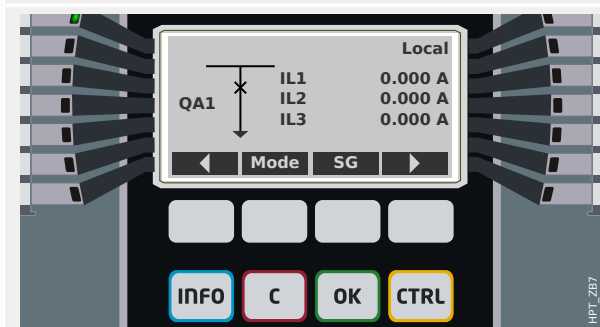 Local
IL1 0.000 A
QA1 IL2 0.000 A
IL3 0.000 A
Mode SG
INFO C OK CTRL
HPT_ZB7